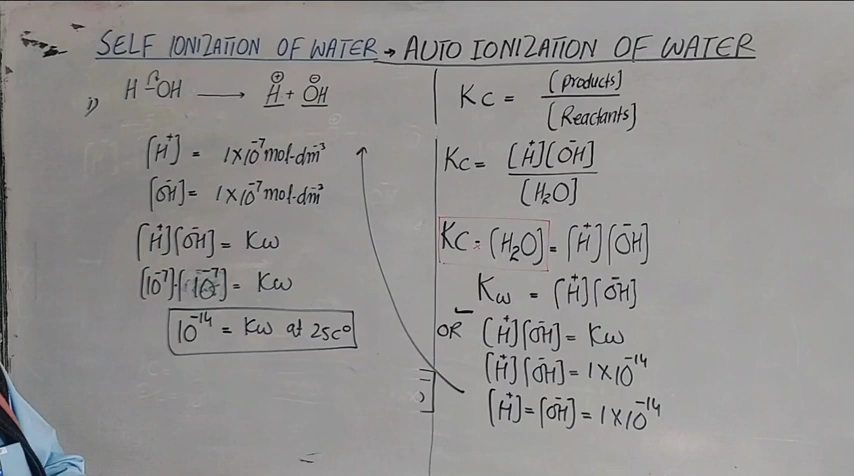 SELF IONIZATION OF WATER → AUTO IONIZATION OF WATER
1) H–OH → H⊕ + OH⊖
[H⁺] = 1×10⁻⁷ mol·dm⁻³
[OH⁻] = 1×10⁻⁷ mol·dm⁻³
[H⁺][OH⁻] = Kw
[10⁻⁷]·[10⁻⁷] = Kw
10⁻¹⁴ = Kw at 25c°
Kc = [Products] / [Reactants]
Kc = [H⁺][OH⁻] / [H₂O]
Kc = [H₂O] = [H⁺][OH⁻]
Kw = [H⁺][OH⁻]
OR [H⁺][OH⁻] = Kw
[H⁺][OH⁻] = 1×10⁻¹⁴
[H⁺] = [OH⁻] = 1×10⁻¹⁴